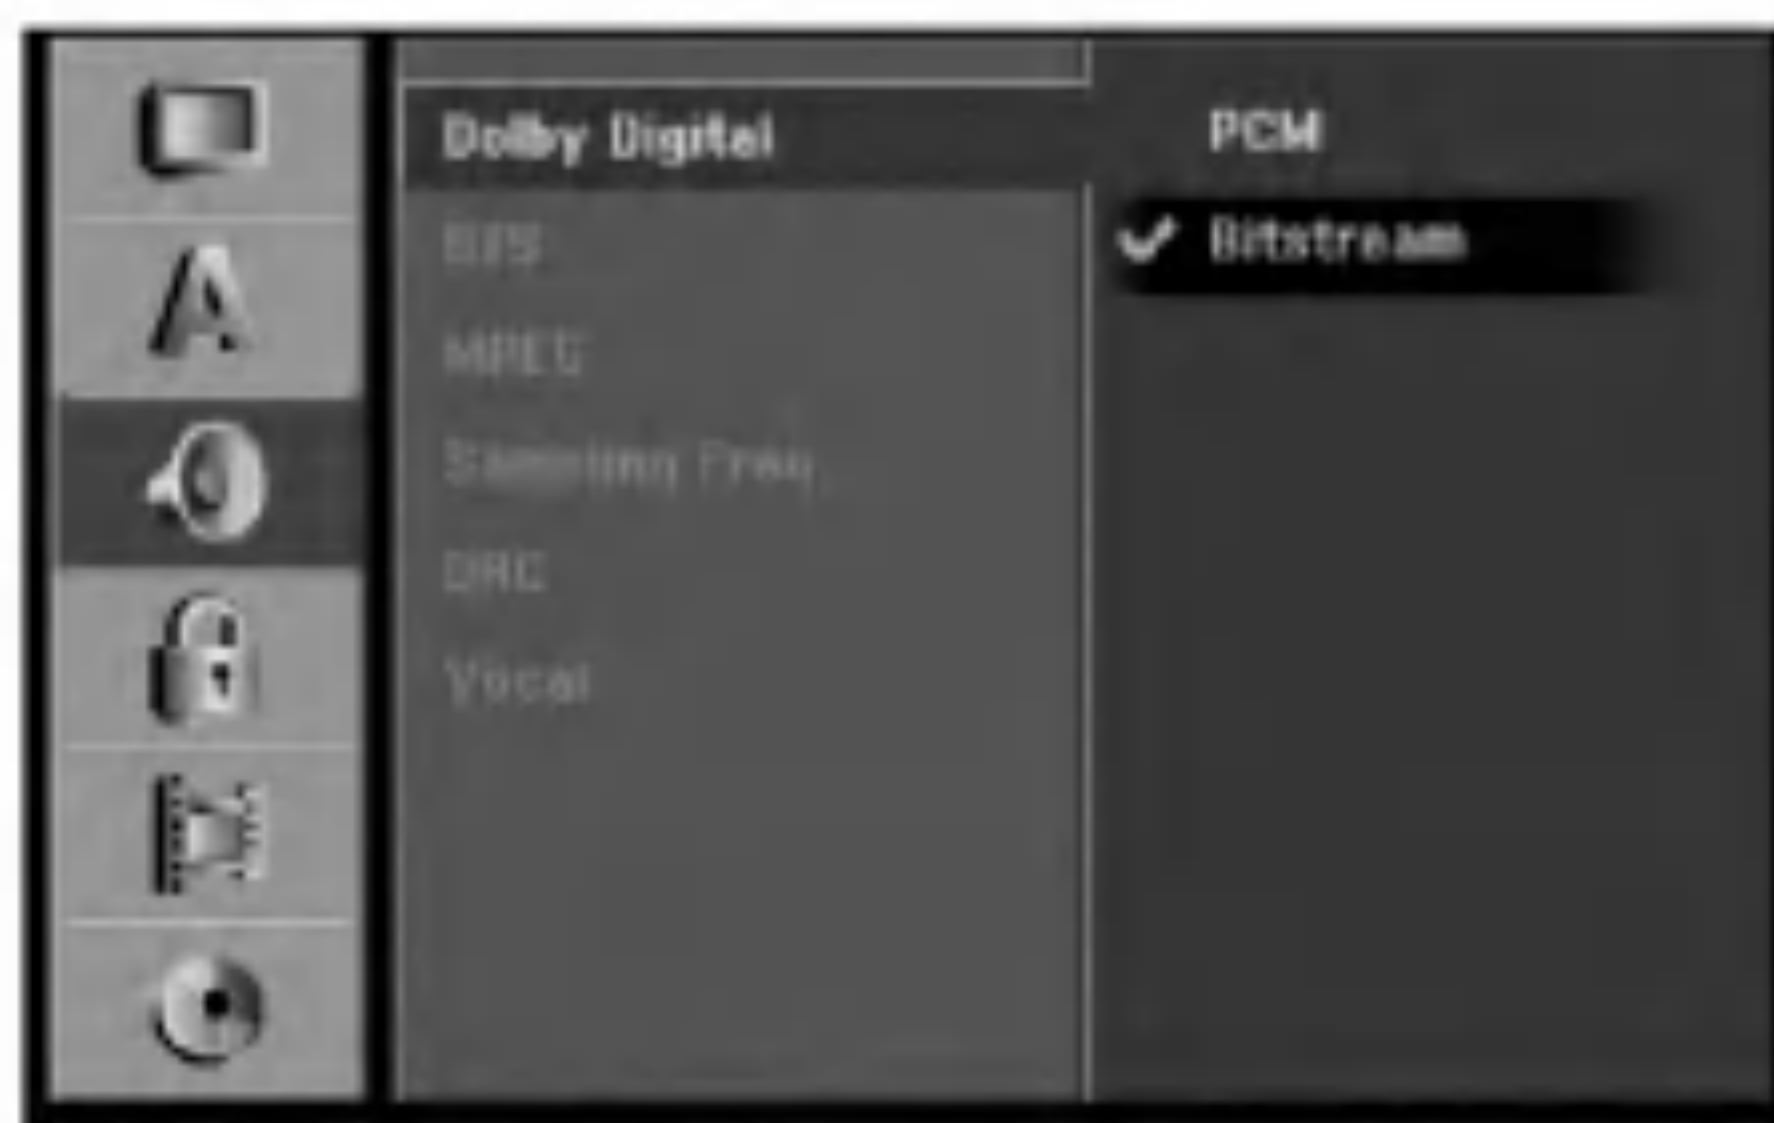 Dolby Digital
PCM
Bitstream
DTS
MPEG
Sampling Freq.
DRC
Vocal